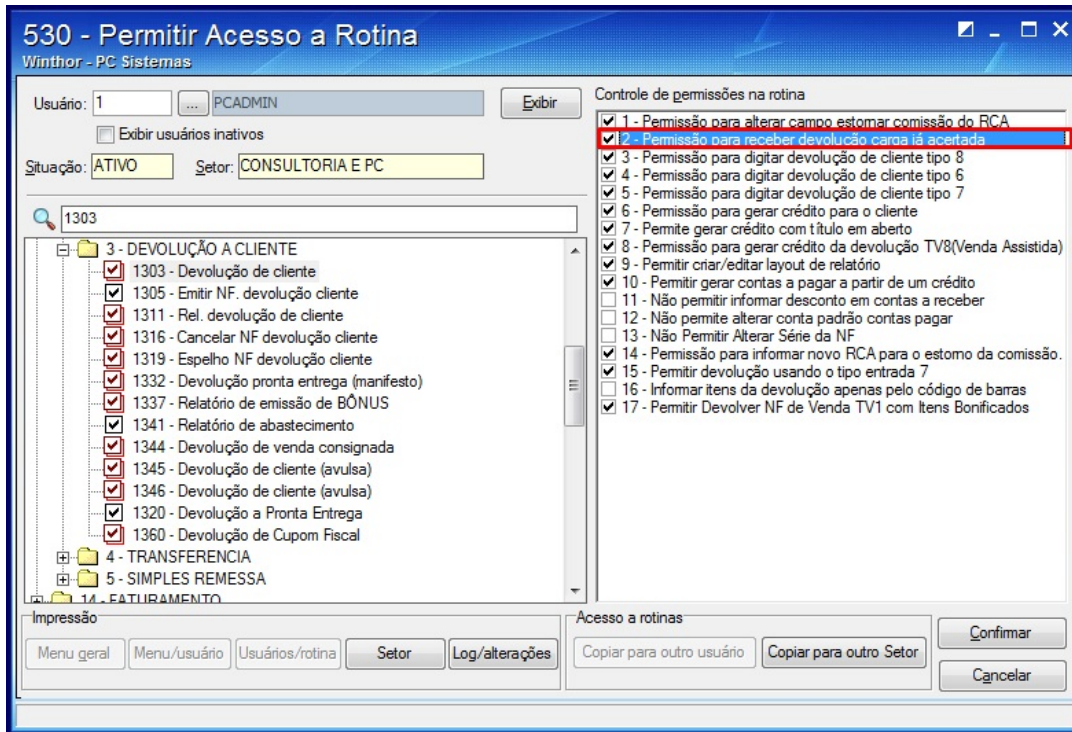 530 - Permitir Acesso a Rotina
Winthor - PC Sistemas
Usuário: 1 ... PCADMIN Exibir
Exibir usuários inativos
Situação: ATIVO Setor: CONSULTORIA E PC
1303
3 - DEVOLUÇÃO A CLIENTE
1303 - Devolução de cliente
1305 - Emitir NF. devolução cliente
1311 - Rel. devolução de cliente
1316 - Cancelar NF devolução cliente
1319 - Espelho NF devolução cliente
1332 - Devolução pronta entrega (manifesto)
1337 - Relatório de emissão de BÔNUS
1341 - Relatório de abastecimento
1344 - Devolução de venda consignada
1345 - Devolução de cliente (avulsa)
1346 - Devolução de cliente (avulsa)
1320 - Devolução a Pronta Entrega
1360 - Devolução de Cupom Fiscal
4 - TRANSFERENCIA
5 - SIMPLES REMESSA
14 - FATURAMENTO
Controle de permissões na rotina
1 - Permissão para alterar campo estornar comissão do RCA
2 - Permissão para receber devolução carga já acertada
3 - Permissão para digitar devolução de cliente tipo 8
4 - Permissão para digitar devolução de cliente tipo 6
5 - Permissão para digitar devolução de cliente tipo 7
6 - Permissão para gerar crédito para o cliente
7 - Permite gerar crédito com título em aberto
8 - Permissão para gerar crédito da devolução TV8(Venda Assistida)
9 - Permitir criar/editar layout de relatório
10 - Permitir gerar contas a pagar a partir de um crédito
11 - Não permitir informar desconto em contas a receber
12 - Não permite alterar conta padrão contas pagar
13 - Não Permitir Alterar Série da NF
14 - Permissão para informar novo RCA para o estorno da comissão.
15 - Permitir devolução usando o tipo entrada 7
16 - Informar itens da devolução apenas pelo código de barras
17 - Permitir Devolver NF de Venda TV1 com Itens Bonificados
Impressão
Menu geral Menu/usuário Usuários/rotina Setor Log/alterações
Acesso a rotinas
Copiar para outro usuário Copiar para outro Setor
Confirmar
Cancelar